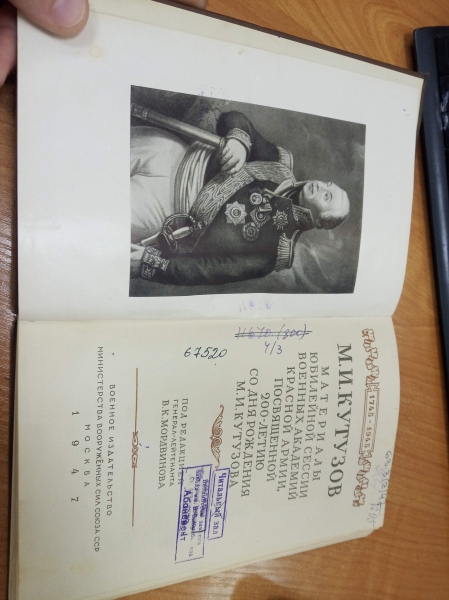 1745-1945
М.И.КУТУЗОВ
МАТЕРИАЛЫ
ЮБИЛЕЙНОЙ СЕССИИ
ВОЕННЫХ АКАДЕМИЙ
КРАСНОЙ АРМИИ,
ПОСВЯЩЕННОЙ
200-ЛЕТИЮ
СО ДНЯ РОЖДЕНИЯ
М.И.КУТУЗОВА
ПОД РЕДАКЦИЕЙ
ГЕНЕРАЛ-ЛЕЙТЕНАНТА
В.К.МОРДВИНОВА
Читальный зал
Абонемент
67520
Ч/З
ВОЕННОЕ ИЗДАТЕЛЬСТВО
МИНИСТЕРСТВА ВООРУЖЕННЫХ СИЛ СОЮЗА ССР
МОСКВА
1947